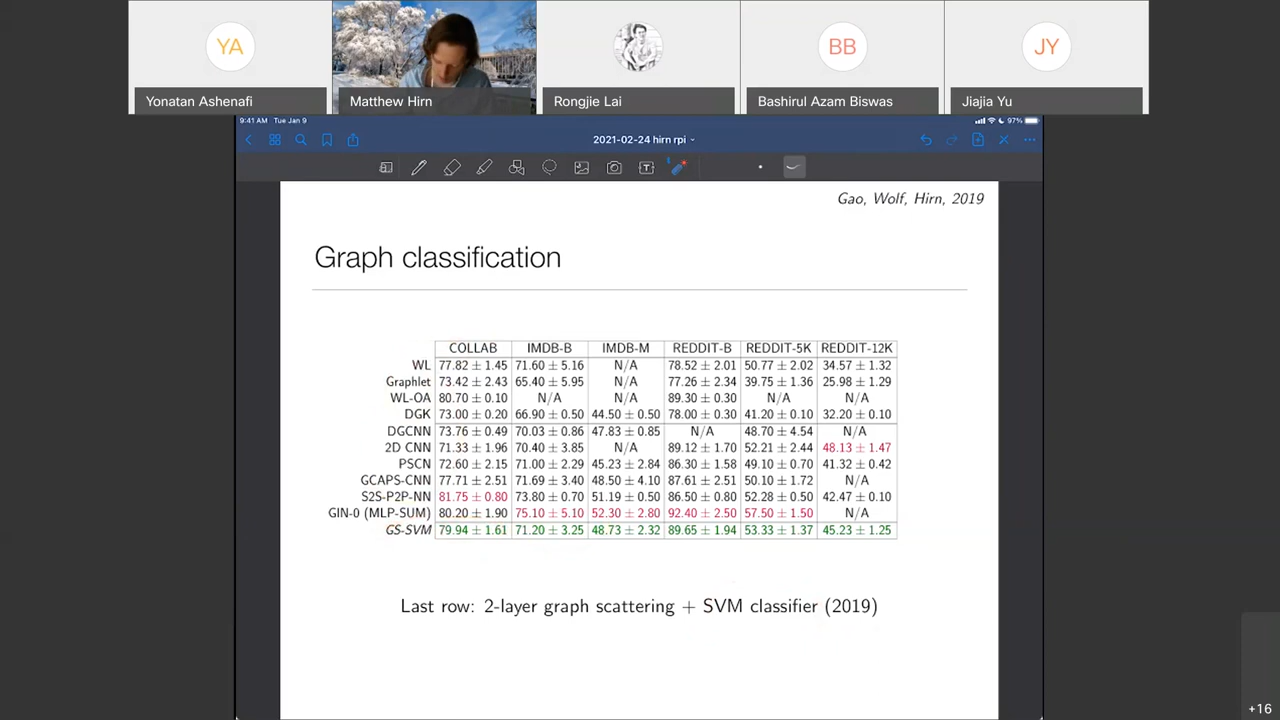 YA
BB
JY
Yonatan Ashenafi
Matthew Hirn
Rongjie Lai
Bashirul Azam Biswas
Jiajia Yu
9:41 AM Tue Jan 9
97%
2021-02-24 hirn rpi
Gao, Wolf, Hirn, 2019
Graph classification
COLLAB IMDB-B IMDB-M REDDIT-B REDDIT-5K REDDIT-12K
WL 77.82 ± 1.45 71.60 ± 5.16 N/A 78.52 ± 2.01 50.77 ± 2.02 34.57 ± 1.32
Graphlet 73.42 ± 2.43 65.40 ± 5.95 N/A 77.26 ± 2.34 39.75 ± 1.36 25.98 ± 1.29
WL-OA 80.70 ± 0.10 N/A N/A 89.30 ± 0.30 N/A N/A
DGK 73.00 ± 0.20 66.90 ± 0.50 44.50 ± 0.50 78.00 ± 0.30 41.20 ± 0.10 32.20 ± 0.10
DGCNN 73.76 ± 0.49 70.03 ± 0.86 47.83 ± 0.85 N/A 48.70 ± 4.54 N/A
2D CNN 71.33 ± 1.96 70.40 ± 3.85 N/A 89.12 ± 1.70 52.21 ± 2.44 48.13 ± 1.47
PSCN 72.60 ± 2.15 71.00 ± 2.29 45.23 ± 2.84 86.30 ± 1.58 49.10 ± 0.70 41.32 ± 0.42
GCAPS-CNN 77.71 ± 2.51 71.69 ± 3.40 48.50 ± 4.10 87.61 ± 2.51 50.10 ± 1.72 N/A
S2S-P2P-NN 81.75 ± 0.80 73.80 ± 0.70 51.19 ± 0.50 86.50 ± 0.80 52.28 ± 0.50 42.47 ± 0.10
GIN-0 (MLP-SUM) 80.20 ± 1.90 75.10 ± 5.10 52.30 ± 2.80 92.40 ± 2.50 57.50 ± 1.50 N/A
GS-SVM 79.94 ± 1.61 71.20 ± 3.25 48.73 ± 2.32 89.65 ± 1.94 53.33 ± 1.37 45.23 ± 1.25
Last row: 2-layer graph scattering + SVM classifier (2019)
+16